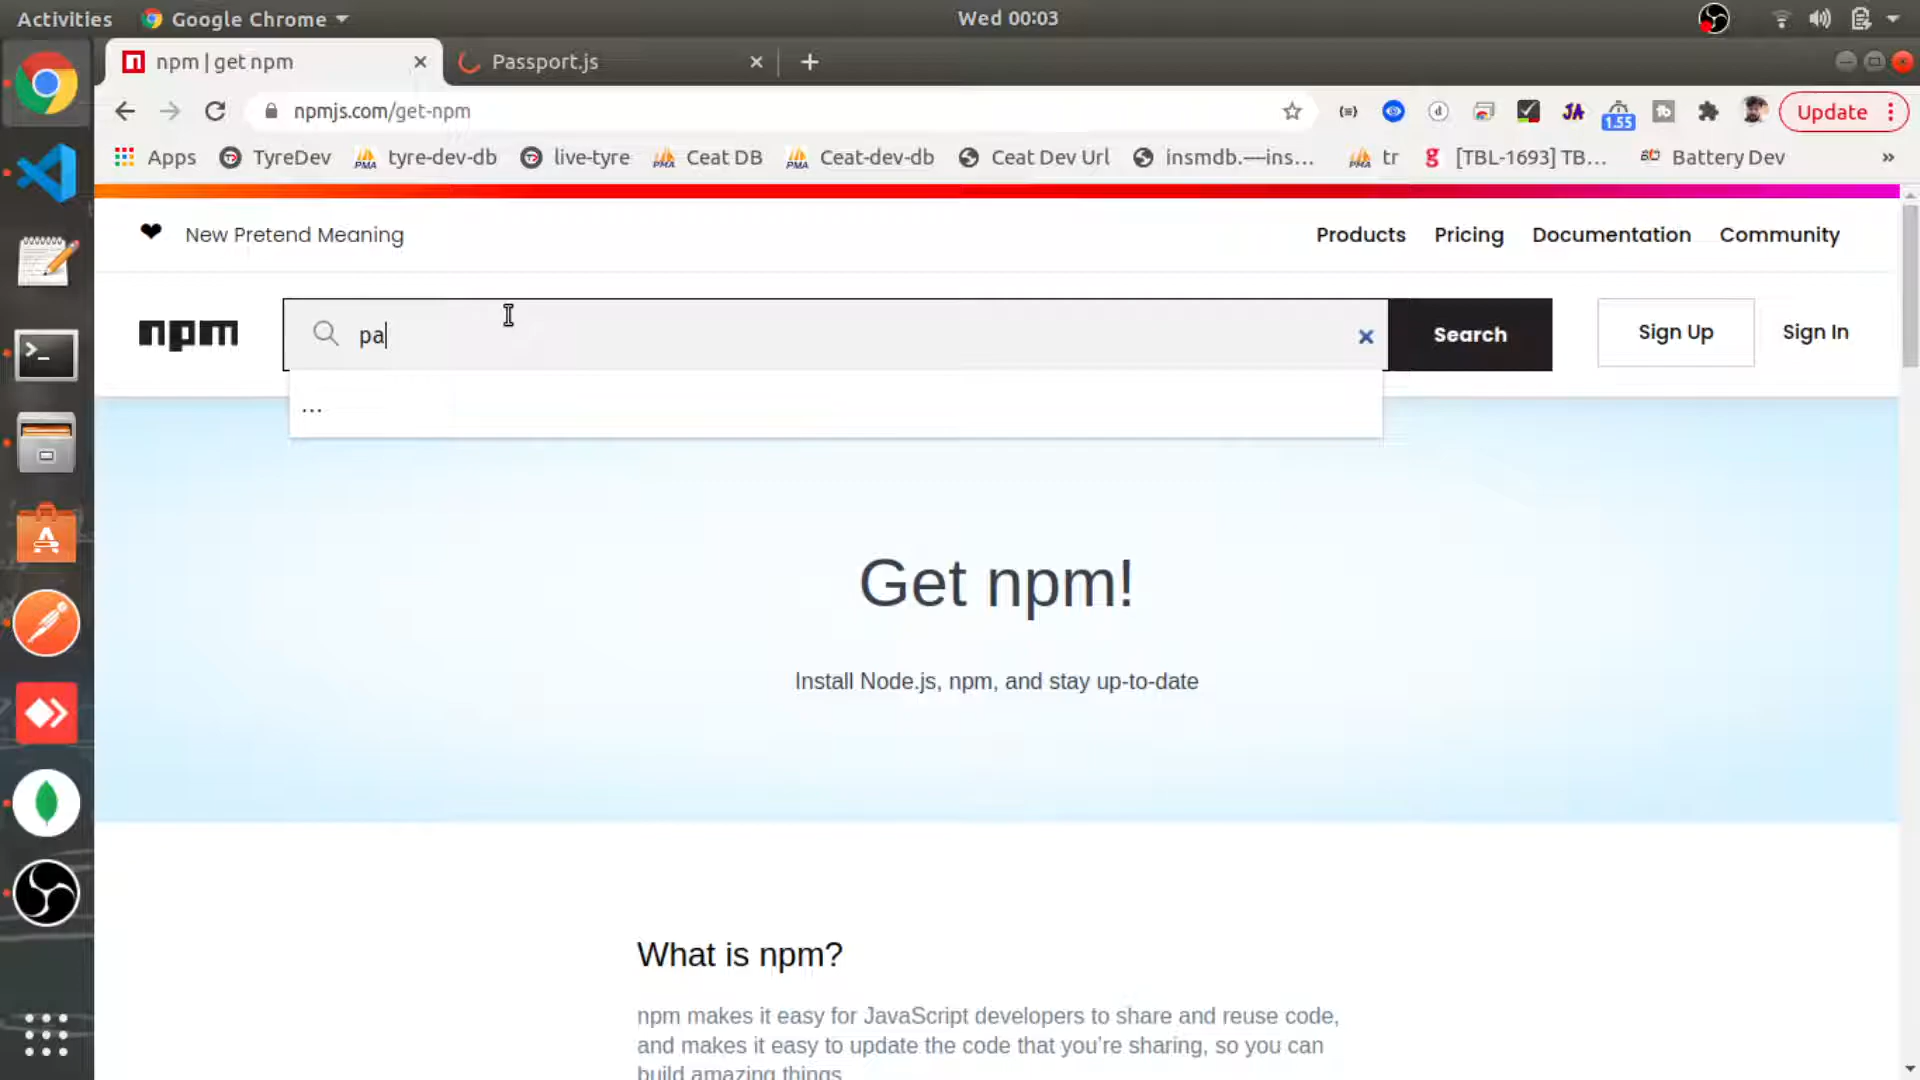 Activities Google Chrome Wed 00:03
npm | get npm Passport.js
npmjs.com/get-npm 1.55 Update
Apps TyreDev tyre-dev-db live-tyre Ceat DB Ceat-dev-db Ceat Dev Url insmdb.—ins... tr [TBL-1693] TB... Battery Dev »
❤ New Pretend Meaning Products Pricing Documentation Community
npm pa Search Sign Up Sign In
...
Get npm!
Install Node.js, npm, and stay up-to-date
What is npm?
npm makes it easy for JavaScript developers to share and reuse code,
and makes it easy to update the code that you're sharing, so you can
build amazing things.